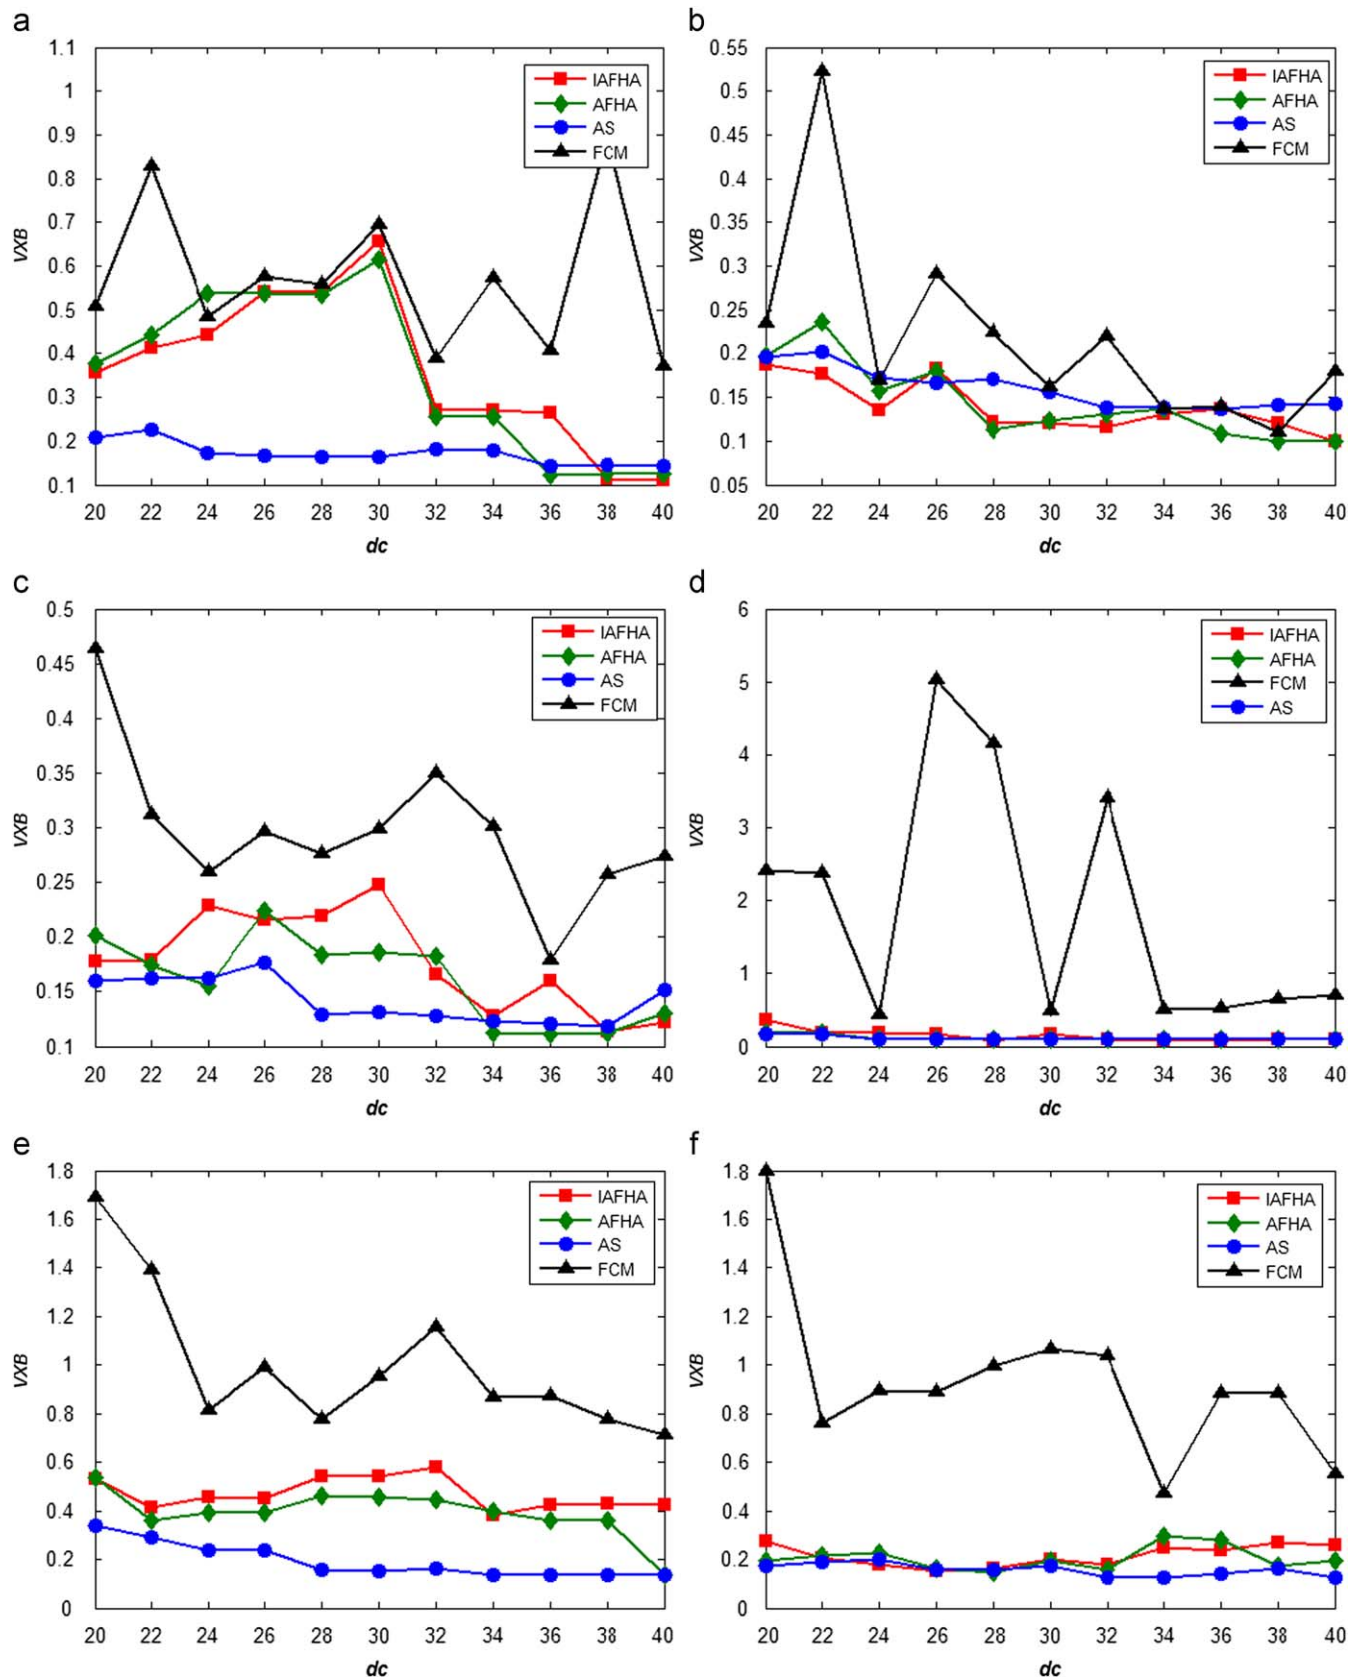 a
1.1
1
0.9
0.8
0.7
0.6
0.5
0.4
0.3
0.2
0.1
VXB
IAFHA
AFHA
AS
FCM
20 22 24 26 28 30 32 34 36 38 40
dc
b
0.55
0.5
0.45
0.4
0.35
0.3
0.25
0.2
0.15
0.1
0.05
VXB
IAFHA
AFHA
AS
FCM
20 22 24 26 28 30 32 34 36 38 40
dc
c
0.5
0.45
0.4
0.35
0.3
0.25
0.2
0.15
0.1
VXB
IAFHA
AFHA
AS
FCM
20 22 24 26 28 30 32 34 36 38 40
dc
d
6
5
4
3
2
1
0
VXB
IAFHA
AFHA
FCM
AS
20 22 24 26 28 30 32 34 36 38 40
dc
e
1.8
1.6
1.4
1.2
1
0.8
0.6
0.4
0.2
0
VXB
IAFHA
AFHA
AS
FCM
20 22 24 26 28 30 32 34 36 38 40
dc
f
1.8
1.6
1.4
1.2
1
0.8
0.6
0.4
0.2
0
VXB
IAFHA
AFHA
AS
FCM
20 22 24 26 28 30 32 34 36 38 40
dc